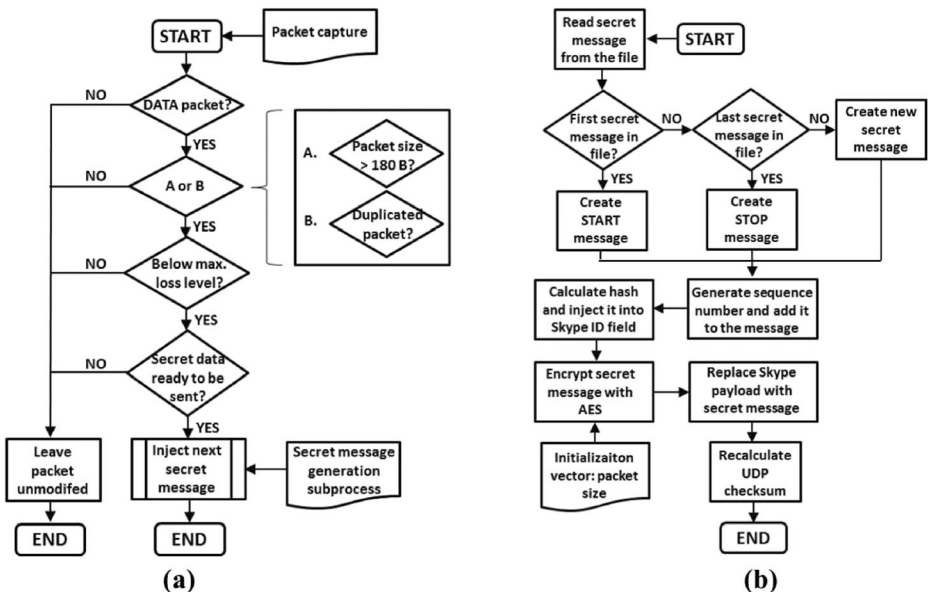 START
Packet capture
NO
DATA packet?
YES
NO
A or B
YES
A.
Packet size
> 180 B?
B.
Duplicated
packet?
NO
Below max.
loss level?
YES
NO
Secret data
ready to be
sent?
YES
Leave
packet
unmodifed
Inject next
secret
message
Secret message
generation
subprocess
END
END
(a)
Read secret
message
from the file
START
First secret
message in
file?
NO
Last secret
message in
file?
NO
Create new
secret
message
YES
YES
Create
START
message
Create
STOP
message
Calculate hash
and inject it into
Skype ID field
Generate sequence
number and add it
to the message
Encrypt secret
message with
AES
Replace Skype
payload with
secret message
Initializaiton
vector: packet
size
Recalculate
UDP
checksum
END
(b)